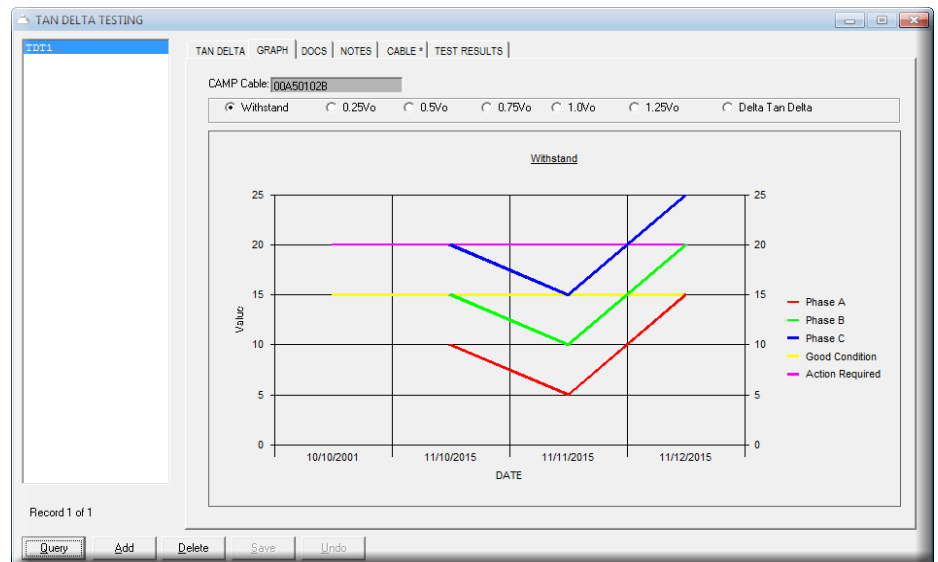 TAN DELTA TESTING
TDT1
TAN DELTA GRAPH DOCS NOTES CABLE * TEST RESULTS
CAMP Cable: 00A50102B
Withstand 0.25Vo 0.5Vo 0.75Vo 1.0Vo 1.25Vo Delta Tan Delta
Withstand
25 25
20 20
15 15
10 10
5 5
0 0
Value
10/10/2001 11/10/2015 11/11/2015 11/12/2015
DATE
Phase A
Phase B
Phase C
Good Condition
Action Required
Record 1 of 1
Query Add Delete Save Undo